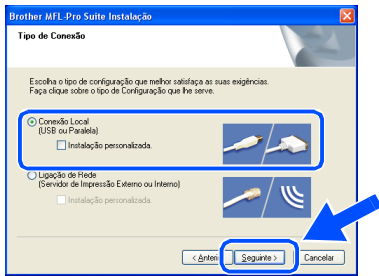 Brother MFL-Pro Suite Instalação
Tipo de Conexão
Escolha o tipo de configuração que melhor satisfaça as suas exigências.
Faça clique sobre o tipo de Configuração que lhe serve.
Conexão Local
(USB ou Paralela)
Instalação personalizada.
Ligação de Rede
(Servidor de Impressão Externo ou Interno)
Instalação personalizada.
< Anteri
Seguinte >
Cancelar